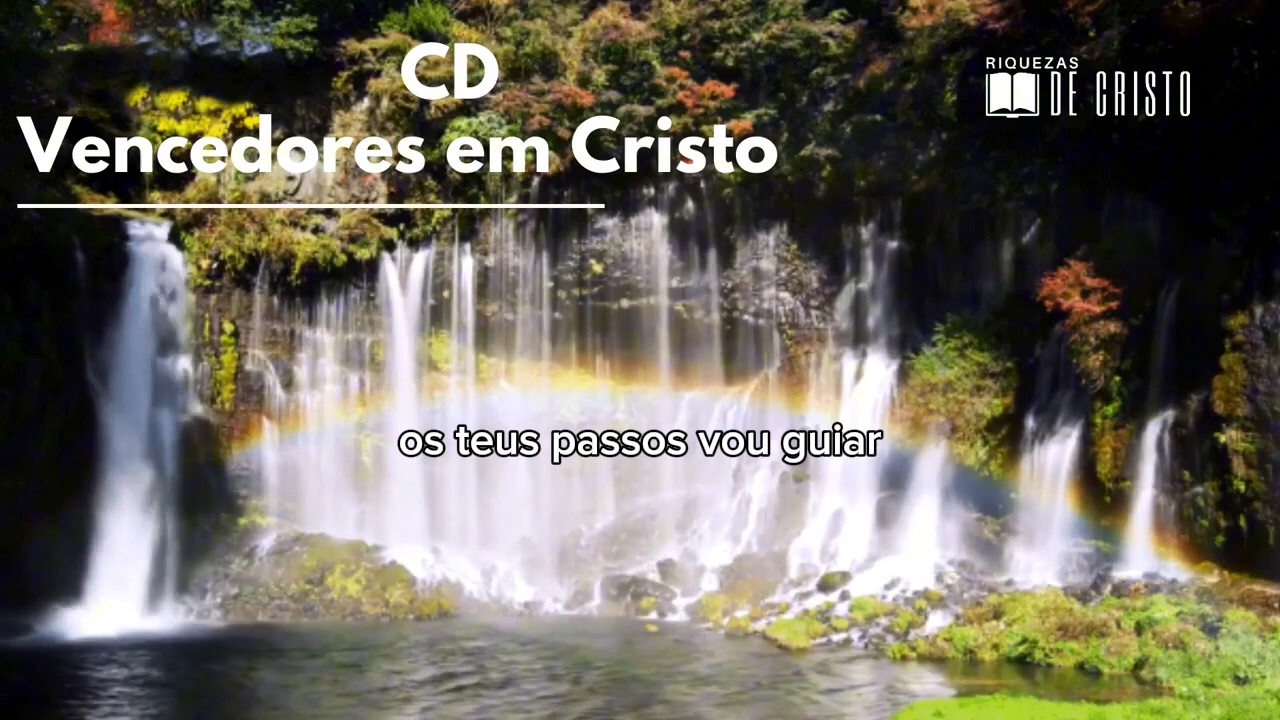 CD
Vencedores em Cristo
RIQUEZAS
DE CRISTO
os teus passos vou guiar